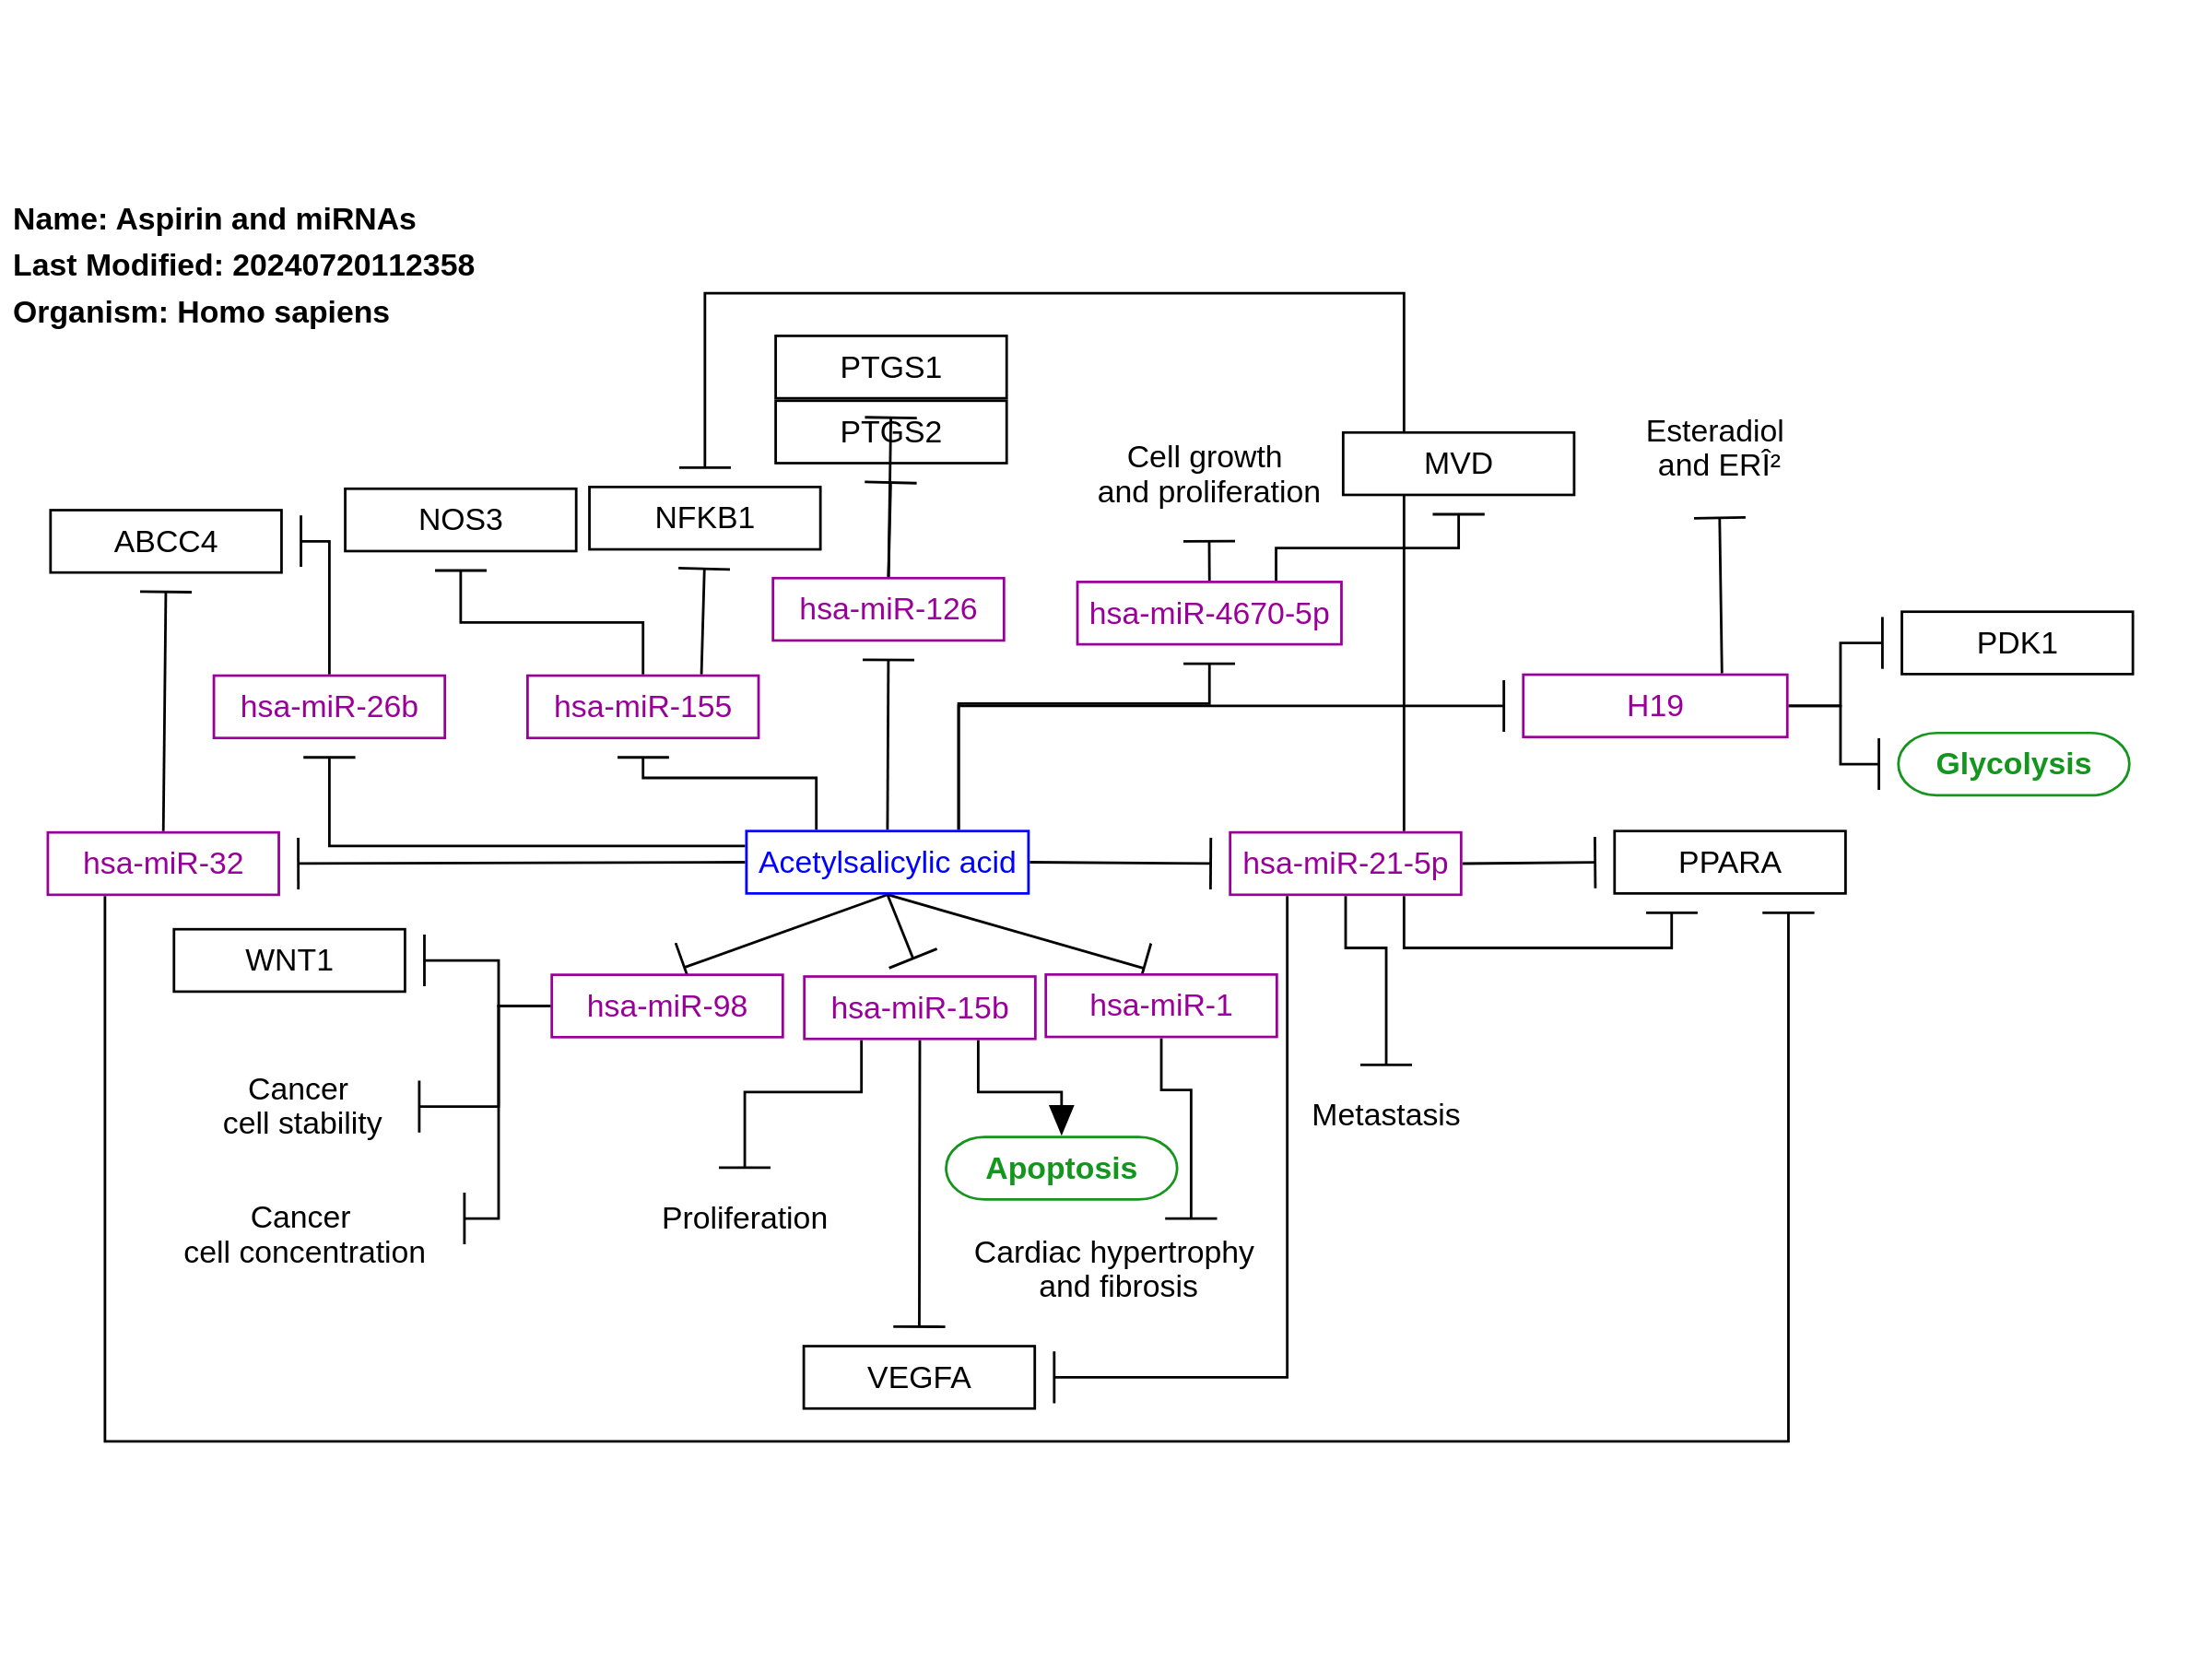 Name: Aspirin and miRNAs
Last Modified: 20240720112358
Organism: Homo sapiens
PTGS1
PTGS2
Cell growth
and proliferation
MVD
Esteradiol
and ERÎ²
ABCC4
NOS3
NFKB1
hsa-miR-126
hsa-miR-4670-5p
PDK1
hsa-miR-26b
hsa-miR-155
H19
Glycolysis
hsa-miR-32
Acetylsalicylic acid
hsa-miR-21-5p
PPARA
WNT1
hsa-miR-98
hsa-miR-15b
hsa-miR-1
Cancer
cell stability
Metastasis
Apoptosis
Cancer
cell concentration
Proliferation
Cardiac hypertrophy
and fibrosis
VEGFA